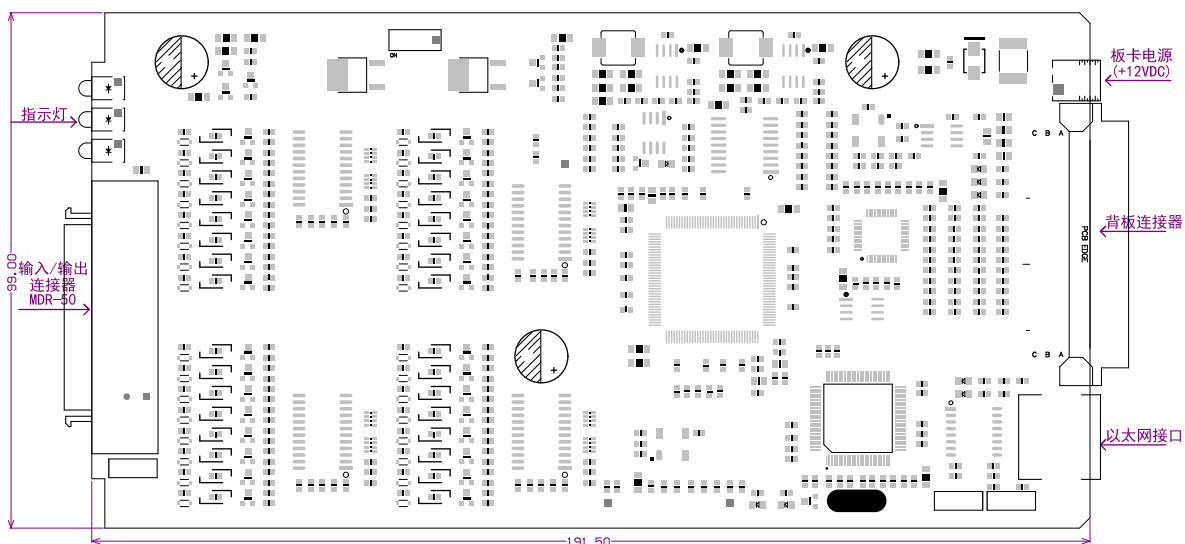 NO
板卡电源
(+12VDC)
指示灯
C B A
背板连接器
PCB EDGE
99.00
输入/输出
连接器
MDR-50
C B A
以太网接口
191.50